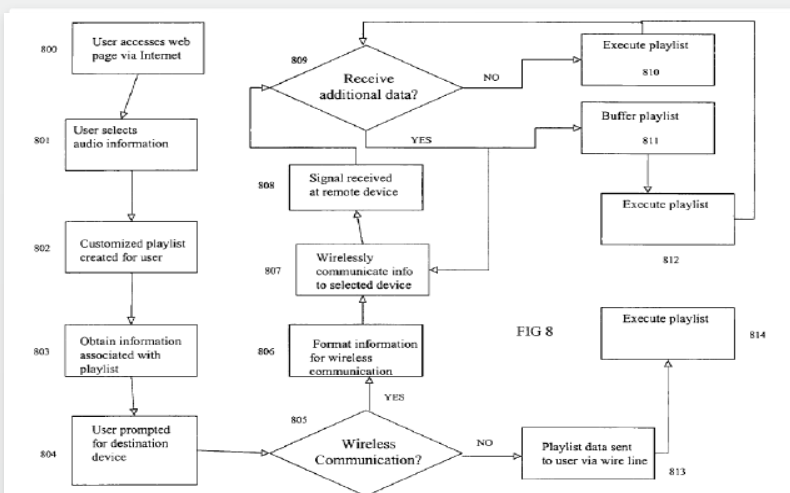 800
User accesses web
page via Internet
801
User selects
audio information
802
Customized playlist
created for user
803
Obtain information
associated with
playlist
804
User prompted
for destination
device
805
Wireless
Communication?
YES
NO
806
Format information
for wireless
communication
807
Wirelessly
communicate info
to selected device
808
Signal received
at remote device
809
Receive
additional data?
NO
YES
Execute playlist
810
Buffer playlist
811
Execute playlist
812
FIG 8
Playlist data sent
to user via wire line
813
Execute playlist
814